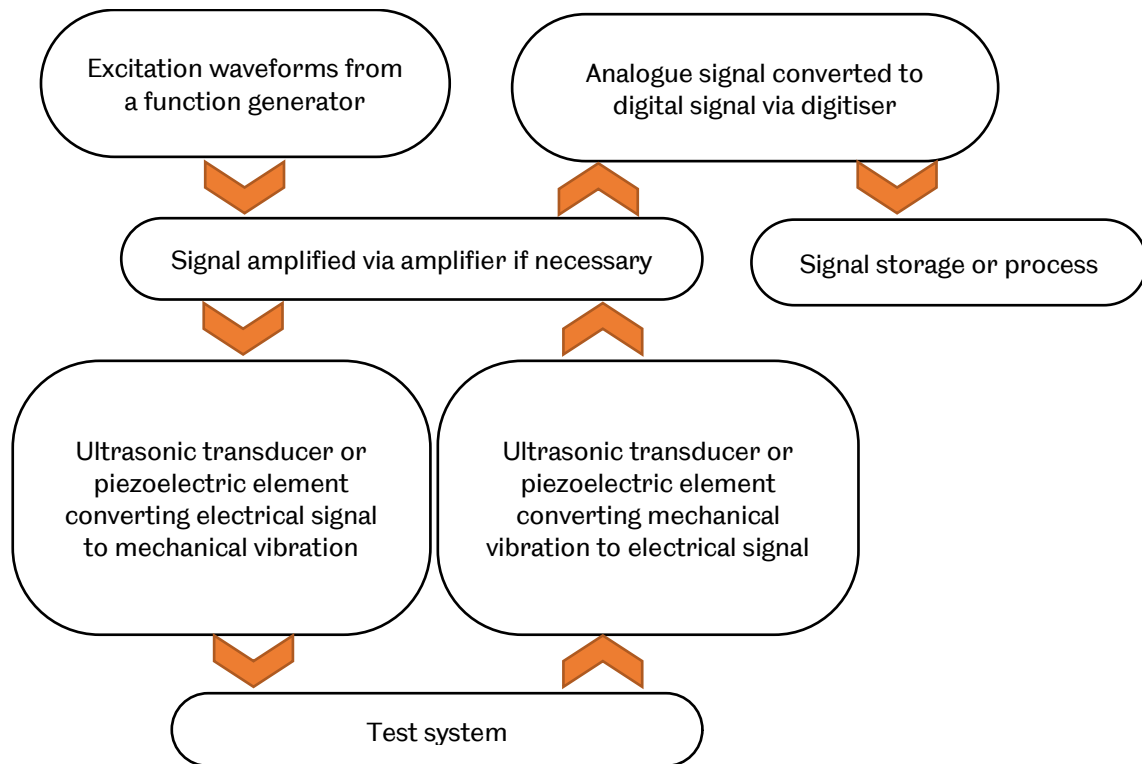 Excitation waveforms from
a function generator
Analogue signal converted to
digital signal via digitiser
Signal amplified via amplifier if necessary
Signal storage or process
Ultrasonic transducer or
piezoelectric element
converting electrical signal
to mechanical vibration
Ultrasonic transducer or
piezoelectric element
converting mechanical
vibration to electrical signal
Test system